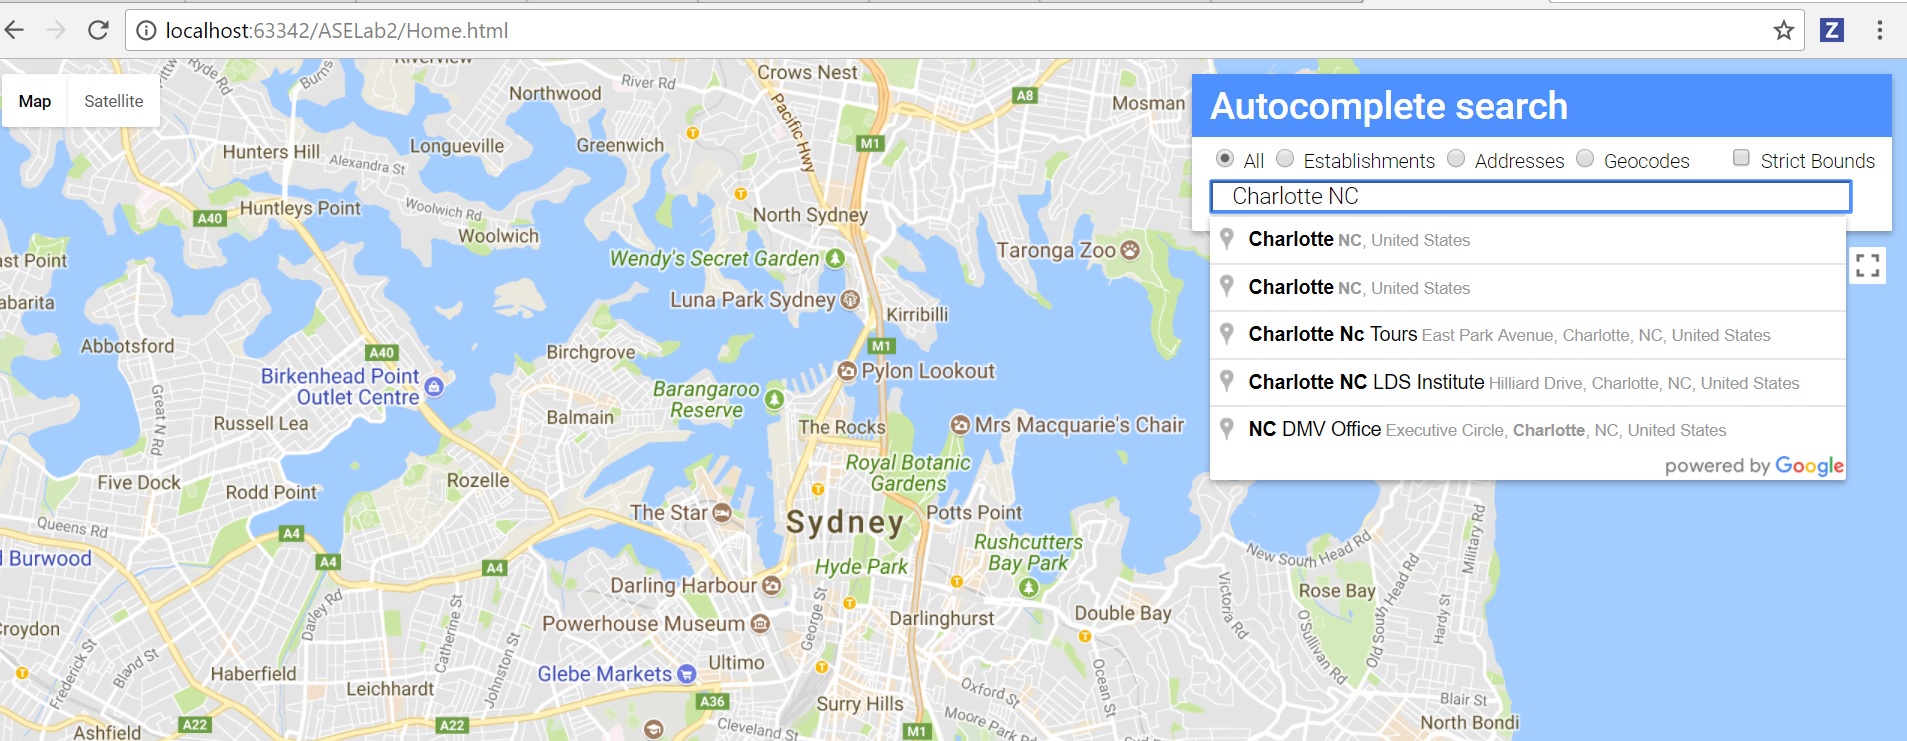 localhost:63342/ASELab2/Home.html
Z
Map Satellite
Autocomplete search
All Establishments Addresses Geocodes Strict Bounds
Charlotte NC
Charlotte NC, United States
Charlotte NC, United States
Charlotte Nc Tours East Park Avenue, Charlotte, NC, United States
Charlotte NC LDS Institute Hilliard Drive, Charlotte, NC, United States
NC DMV Office Executive Circle, Charlotte, NC, United States
powered by Google
Ryde Rd
Burns
River Rd
Crows Nest
Northwood
A8
Mosman
Pacific Hwy
M1
Longueville
Greenwich
Hunters Hill
Alexandra St
A40
Huntleys Point
Woolwich Rd
Woolwich
North Sydney
Wendy's Secret Garden
Taronga Zoo
ast Point
abarita
Luna Park Sydney
Kirribilli
Abbotsford
A40
Birchgrove
M1
Pylon Lookout
Birkenhead Point
Outlet Centre
Barangaroo
Reserve
Great N Rd
Russell Lea
Balmain
The Rocks
Mrs Macquarie's Chair
Royal Botanic
Gardens
Five Dock
Rodd Point
Rozelle
The Star
Sydney
Potts Point
Queens Rd
A4
Rushcutters
Bay Park
New South Head Rd
Military Rd
d Burwood
A4
A4
Hyde Park
Darling Harbour
Rose Bay
Victoria Rd
Old South Head Rd
Hardy St
O'Sullivan Rd
Darley Rd
Catherine St
George St
Darlinghurst
Double Bay
Croydon
Powerhouse Museum
Johnston St
Ultimo
Frederick St
Bland St
Haberfield
Glebe Markets
Leichhardt
A36
Surry Hills
Oxford St
Ocean St
Blair St
North Bondi
Ashfield
A22
A22
Cleveland St
M1
Moore Park